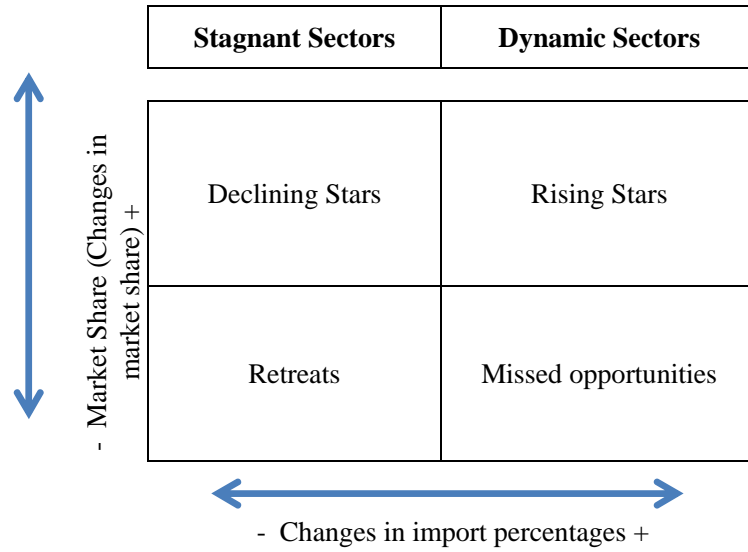 Stagnant Sectors
Dynamic Sectors
- Market Share (Changes in
market share) +
Declining Stars
Rising Stars
Retreats
Missed opportunities
- Changes in import percentages +